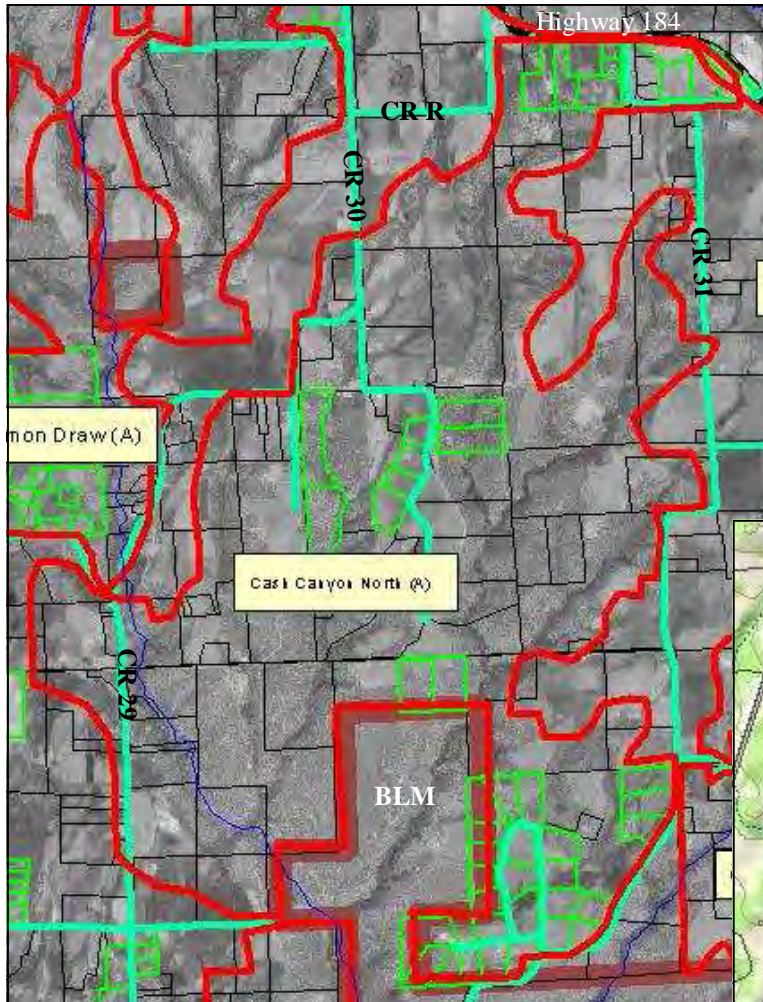 Highway 184
CR R
CR 30
CR 31
mon Draw (A)
Cash Canyon North (A)
CR 29
BLM